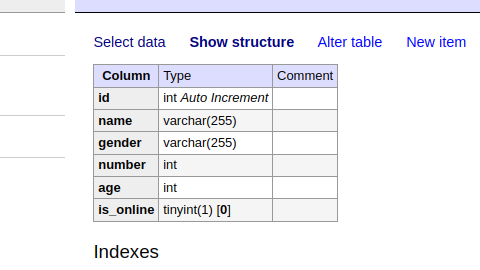 Select data Show structure Alter table New item
Column Type Comment
id int Auto Increment
name varchar(255)
gender varchar(255)
number int
age int
is_online tinyint(1) [0]
Indexes